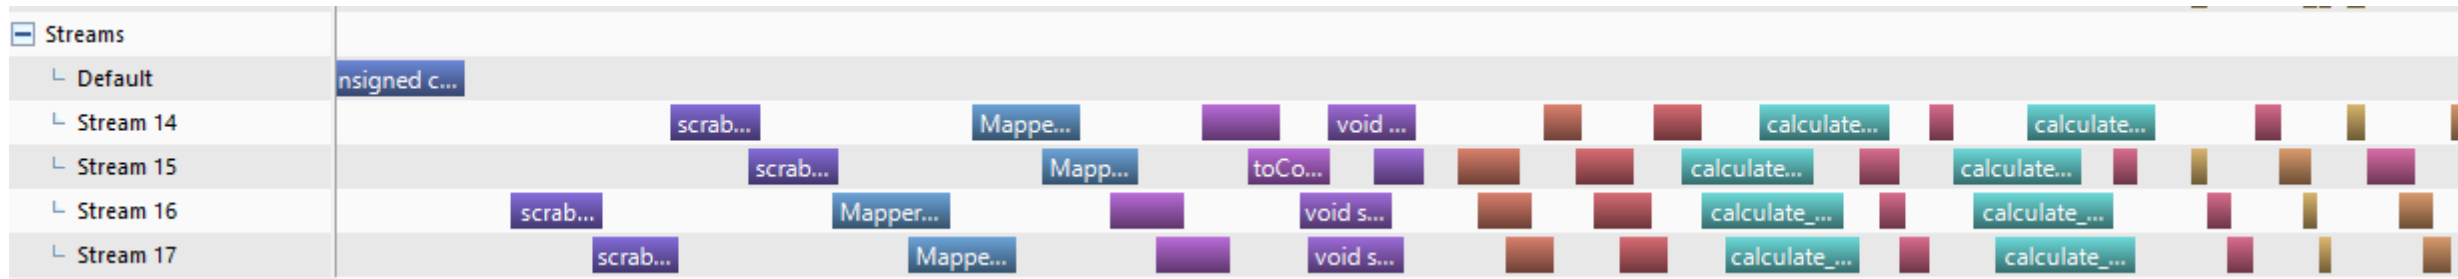 Streams
Default nsigned c...
Stream 14 scrab... Mappe... void ... calculate... calculate...
Stream 15 scrab... Mapp... toCo... calculate... calculate...
Stream 16 scrab... Mapper... void s... calculate_... calculate_...
Stream 17 scrab... Mappe... void s... calculate_... calculate_...